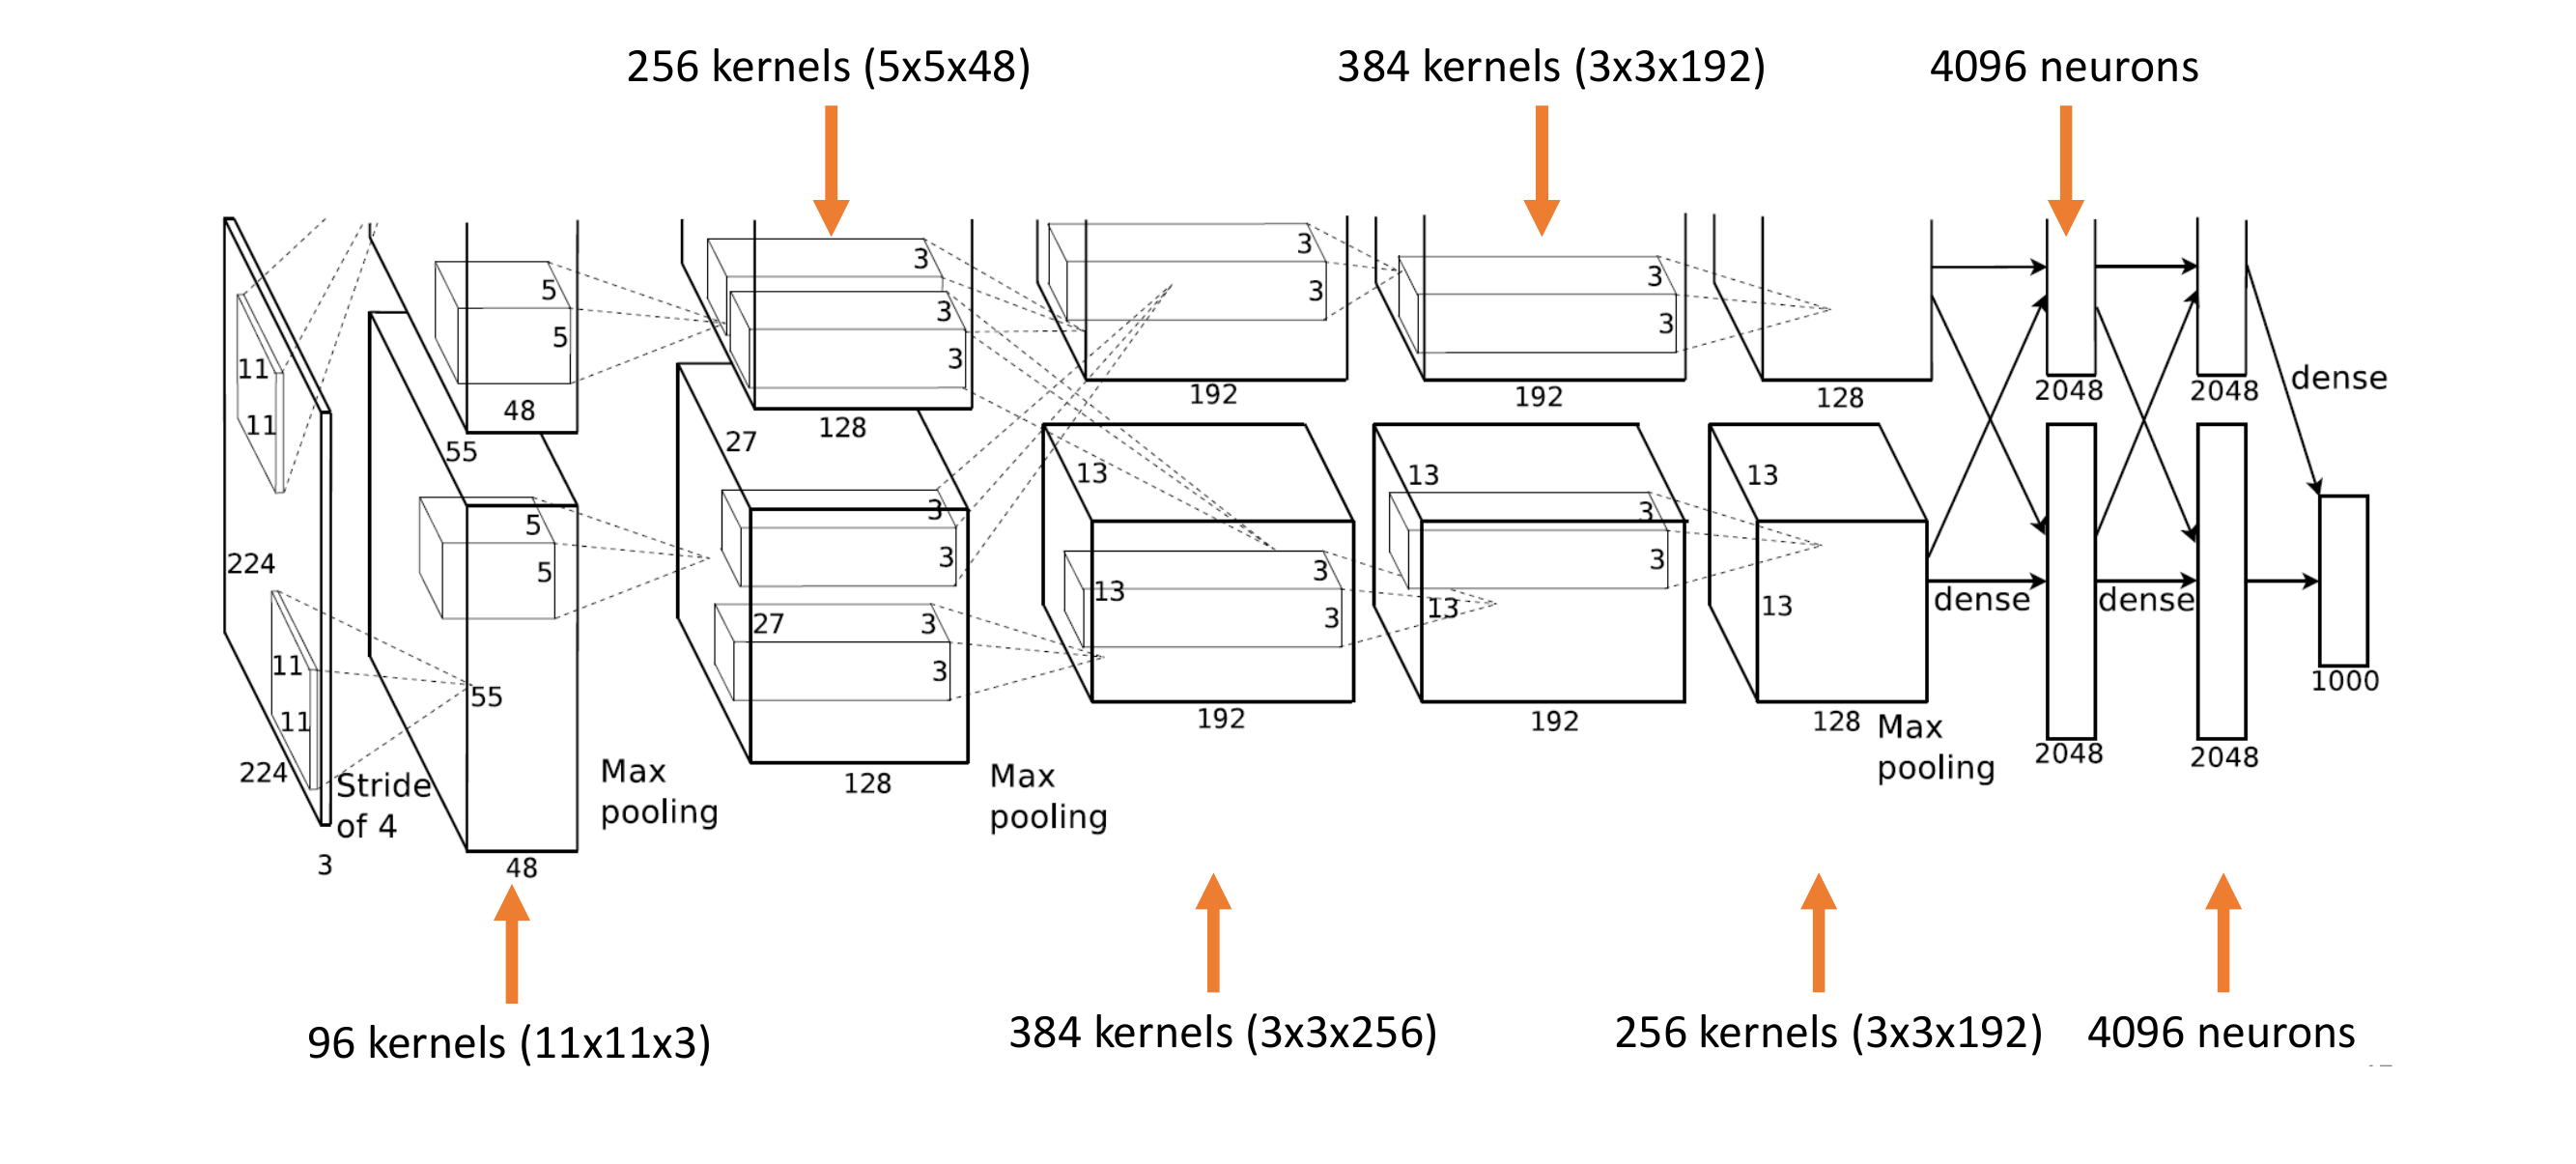 256 kernels (5x5x48)
384 kernels (3x3x192)
4096 neurons
3
3
3
3
3
3
5
5
3
3
11
11
48
128
192
192
128
2048
2048
dense
55
27
13
13
13
5
5
3
3
3
3
224
27
3
3
13
3
3
13
13
dense
dense
11
11
55
1000
192
192
128
Max
pooling
2048
2048
224
Stride
of 4
Max
pooling
128
Max
pooling
3
48
96 kernels (11x11x3)
384 kernels (3x3x256)
256 kernels (3x3x192)
4096 neurons